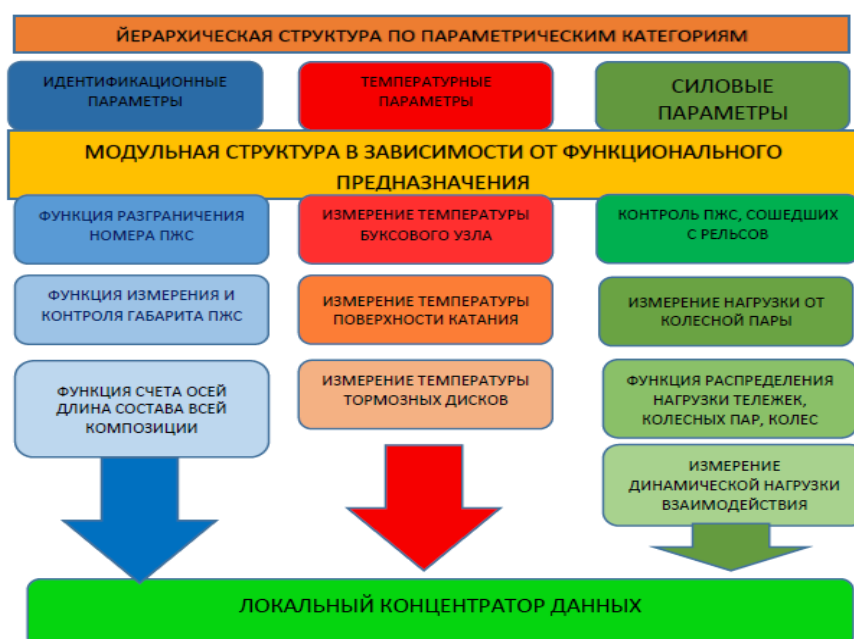 ЙЕРАРХИЧЕСКАЯ СТРУКТУРА ПО ПАРАМЕТРИЧЕСКИМ КАТЕГОРИЯМ
ИДЕНТИФИКАЦИОННЫЕ
ПАРАМЕТРЫ
ТЕМПЕРАТУРНЫЕ
ПАРАМЕТРЫ
СИЛОВЫЕ
ПАРАМЕТРЫ
МОДУЛЬНАЯ СТРУКТУРА В ЗАВИСИМОСТИ ОТ ФУНКЦИОНАЛЬНОГО
ПРЕДНАЗНАЧЕНИЯ
ФУНКЦИЯ РАЗГРАНИЧЕНИЯ
НОМЕРА ПЖС
ИЗМЕРЕНИЕ ТЕМПЕРАТУРЫ
БУКСОВОГО УЗЛА
КОНТРОЛЬ ПЖС, СОШЕДШИХ
С РЕЛЬСОВ
ФУНКЦИЯ ИЗМЕРЕНИЯ И
КОНТРОЛЯ ГАБАРИТА ПЖС
ИЗМЕРЕНИЕ ТЕМПЕРАТУРЫ
ПОВЕРХНОСТИ КАТАНИЯ
ИЗМЕРЕНИЕ НАГРУЗКИ ОТ
КОЛЕСНОЙ ПАРЫ
ФУНКЦИЯ СЧЕТА ОСЕЙ
ДЛИНА СОСТАВА ВСЕЙ
КОМПОЗИЦИИ
ИЗМЕРЕНИЕ ТЕМПЕРАТУРЫ
ТОРМОЗНЫХ ДИСКОВ
ФУНКЦИЯ РАСПРЕДЕЛЕНИЯ
НАГРУЗКИ ТЕЛЕЖЕК,
КОЛЕСНЫХ ПАР, КОЛЕС
ИЗМЕРЕНИЕ
ДИНАМИЧЕСКОЙ НАГРУЗКИ
ВЗАИМОДЕЙСТВИЯ
ЛОКАЛЬНЫЙ КОНЦЕНТРАТОР ДАННЫХ